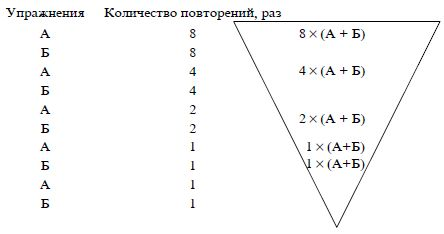 Упражнения Количество повторений, раз
А 8 8 × (А + Б)
Б 8
А 4 4 × (А + Б)
Б 4
А 2
Б 2 2 × (А + Б)
А 1 1 × (А+Б)
Б 1 1 × (А+Б)
А 1
Б 1